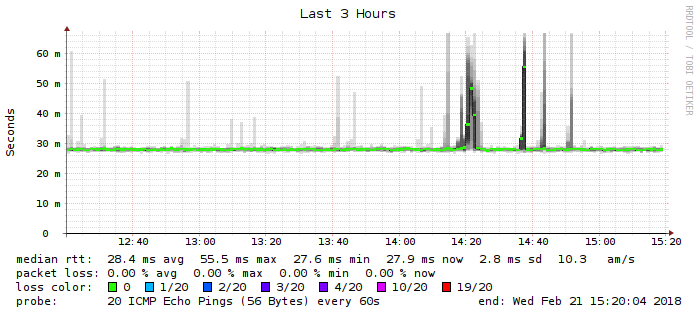 Last 3 Hours
RRDTOOL / TOBI OETIKER
Seconds
60 m
50 m
40 m
30 m
20 m
10 m
0
12:40 13:00 13:20 13:40 14:00 14:20 14:40 15:00 15:20
median rtt: 28.4 ms avg 55.5 ms max 27.6 ms min 27.9 ms now 2.8 ms sd 10.3 am/s
packet loss: 0.00 % avg 0.00 % max 0.00 % min 0.00 % now
loss color: 0 1/20 2/20 3/20 4/20 10/20 19/20
probe: 20 ICMP Echo Pings (56 Bytes) every 60s end: Wed Feb 21 15:20:04 2018